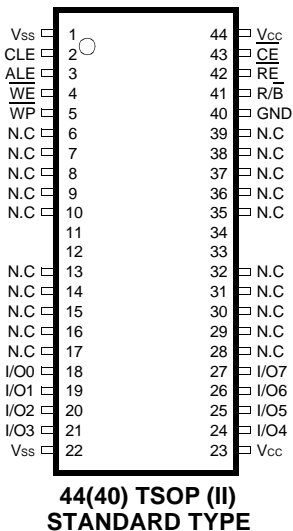 Vss 1 44 Vcc
CLE 2 43 CE
ALE 3 42 RE
WE 4 41 R/B
WP 5 40 GND
N.C 6 39 N.C
N.C 7 38 N.C
N.C 8 37 N.C
N.C 9 36 N.C
N.C 10 35 N.C
11 34
12 33
N.C 13 32 N.C
N.C 14 31 N.C
N.C 15 30 N.C
N.C 16 29 N.C
N.C 17 28 N.C
I/O0 18 27 I/O7
I/O1 19 26 I/O6
I/O2 20 25 I/O5
I/O3 21 24 I/O4
Vss 22 23 Vcc
44(40) TSOP (II)
STANDARD TYPE